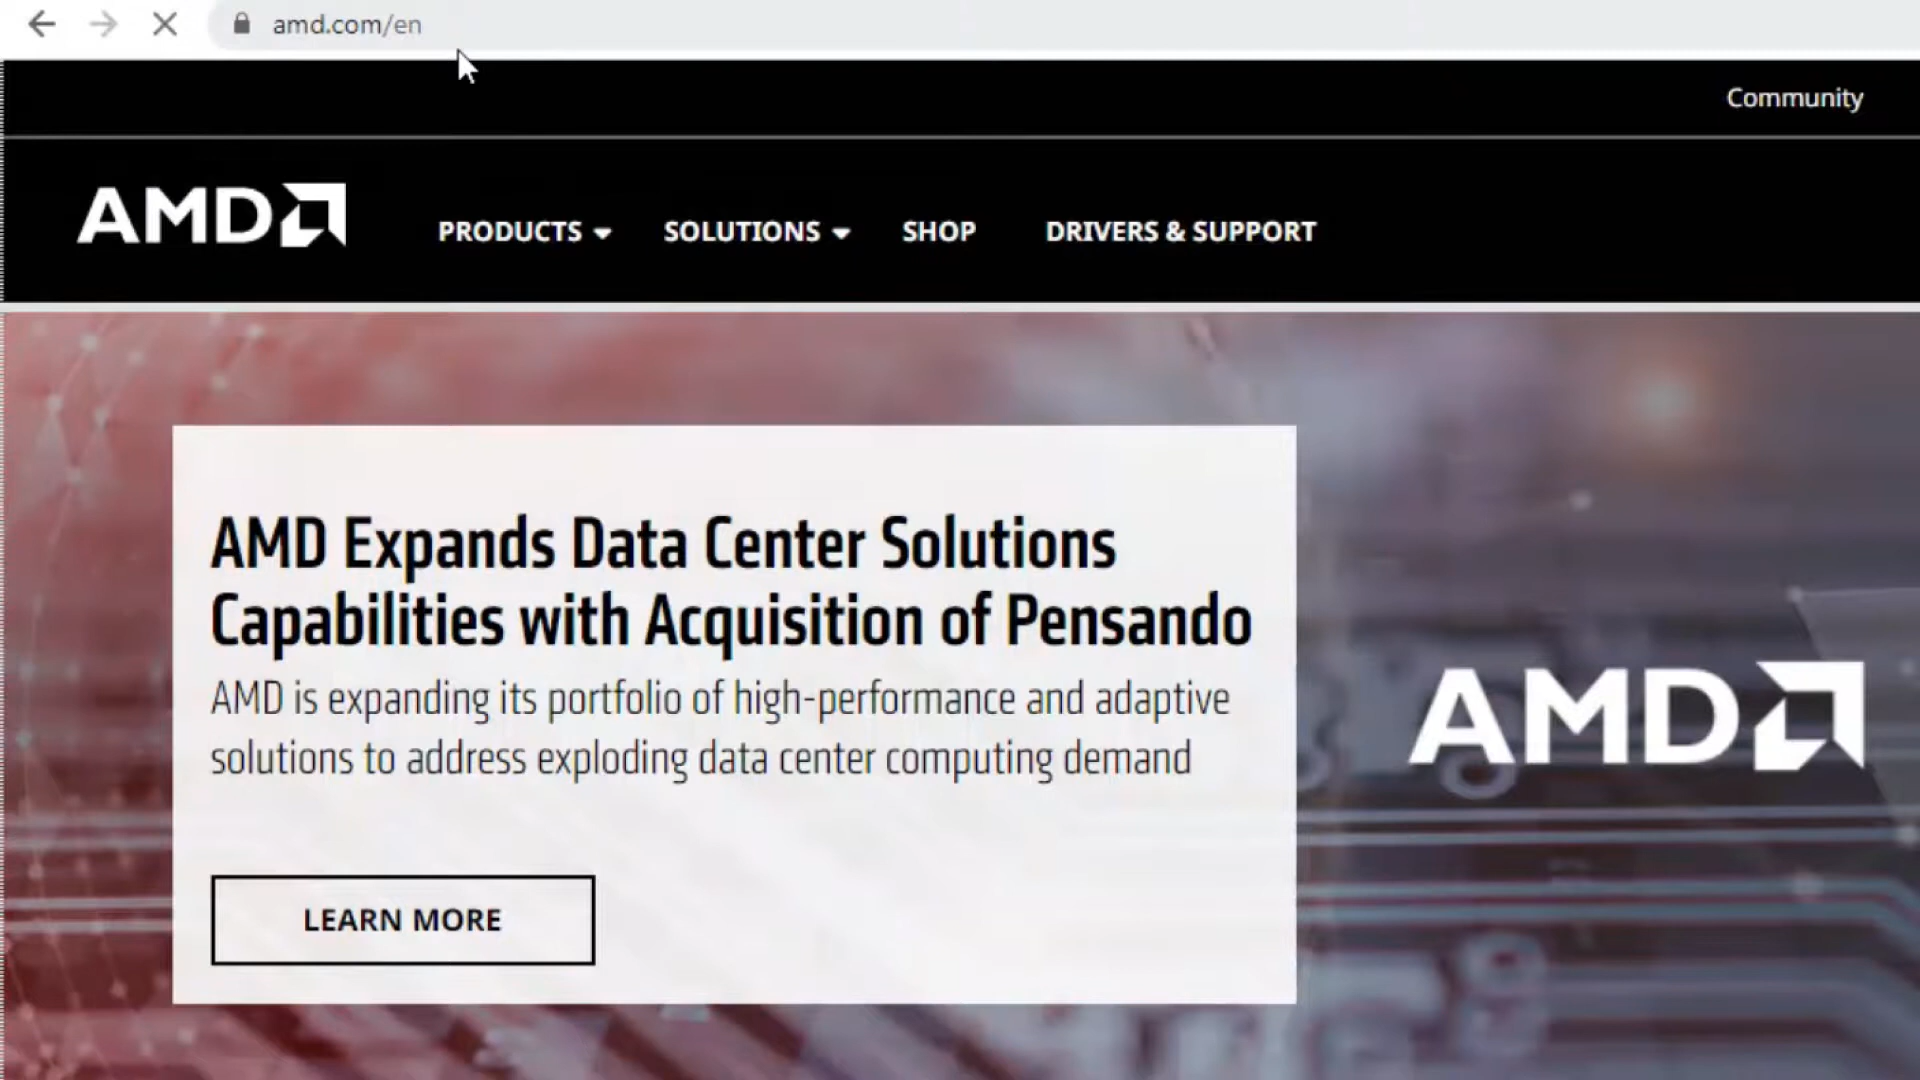 amd.com/en
Community
AMD
PRODUCTS SOLUTIONS SHOP DRIVERS & SUPPORT
AMD Expands Data Center Solutions
Capabilities with Acquisition of Pensando
AMD is expanding its portfolio of high-performance and adaptive
solutions to address exploding data center computing demand
AMD
LEARN MORE